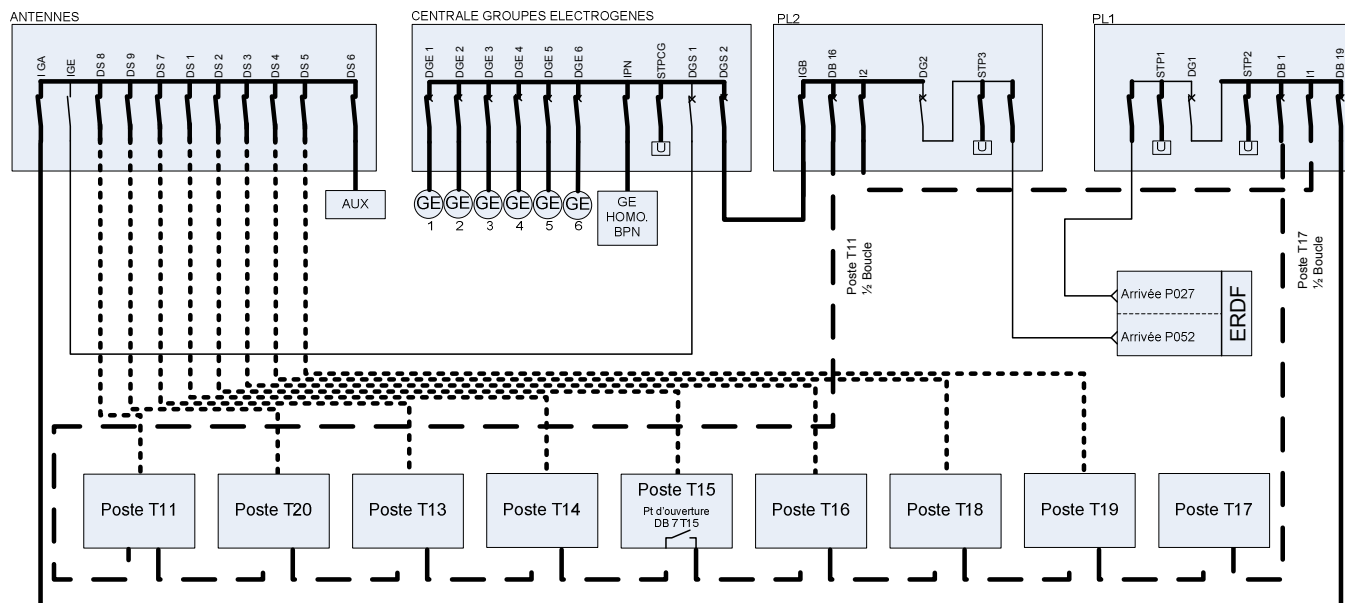 ANTENNES
I GA
IGE
DS 8
DS 9
DS 7
DS 1
DS 2
DS 3
DS 4
DS 5
DS 6
AUX
CENTRALE GROUPES ELECTROGENES
DGE 1
DGE 2
DGE 3
DGE 4
DGE 5
DGE 6
IPN
STPCG
DGS 1
DGS 2
U
GE
1
GE
2
GE
3
GE
4
GE
5
GE
6
GE
HOMO.
BPN
PL2
IGB
DB 16
I2
DG2
STP3
U
PL1
STP1
DG1
STP2
DB 1
I1
DB 19
U
U
Poste T11
½ Boucle
Poste T17
½ Boucle
Arrivée P027
Arrivée P052
ERDF
Poste T11
Poste T20
Poste T13
Poste T14
Poste T15
Pt d'ouverture
DB 7 T15
Poste T16
Poste T18
Poste T19
Poste T17